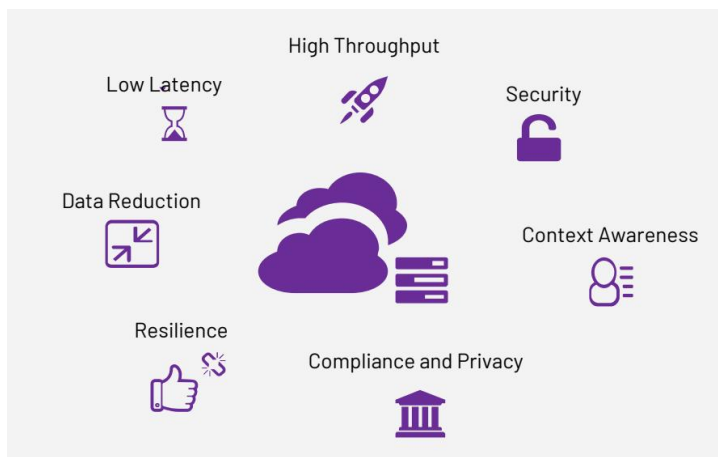 High Throughput
Low Latency
Security
Data Reduction
Context Awareness
Resilience
Compliance and Privacy